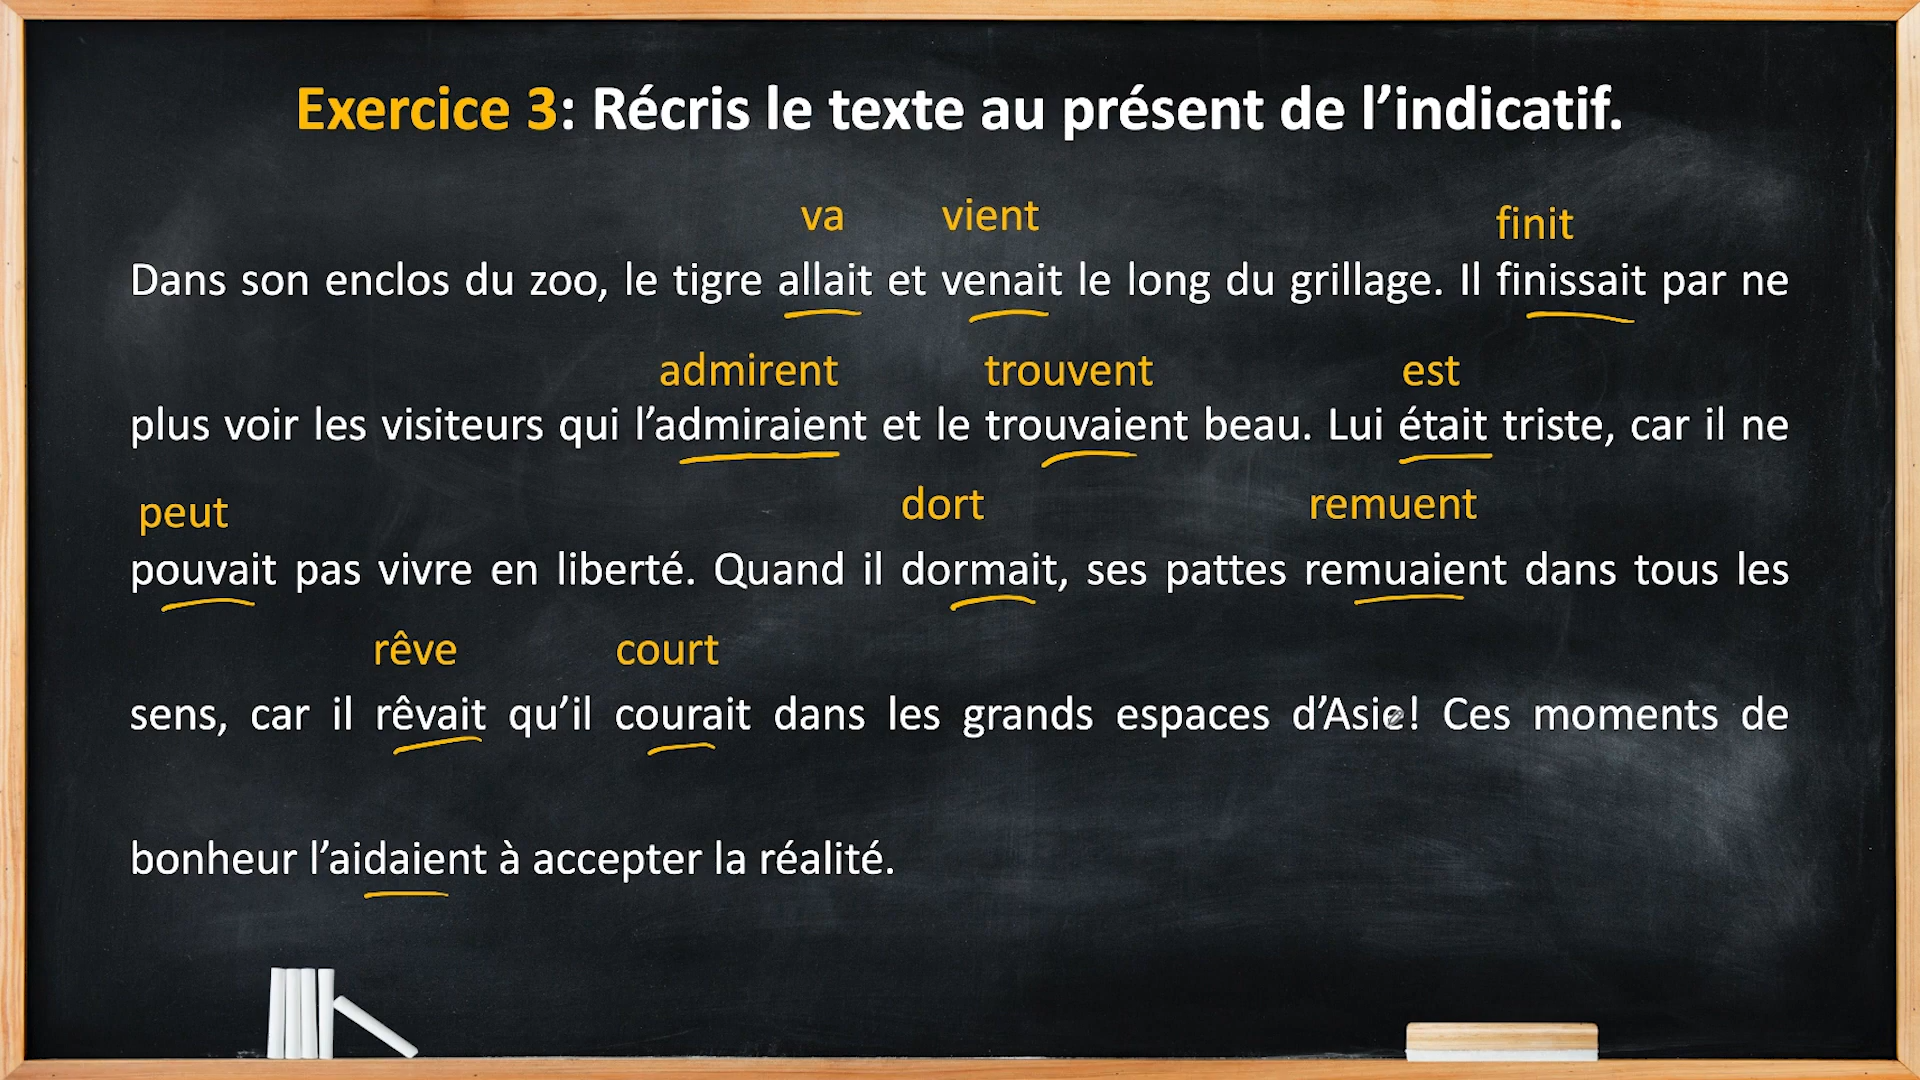 Exercice 3: Récris le texte au présent de l’indicatif.
va vient finit
Dans son enclos du zoo, le tigre allait et venait le long du grillage. Il finissait par ne
admirent trouvent est
plus voir les visiteurs qui l’admiraient et le trouvaient beau. Lui était triste, car il ne
peut dort remuent
pouvait pas vivre en liberté. Quand il dormait, ses pattes remuaient dans tous les
rêve court
sens, car il rêvait qu’il courait dans les grands espaces d’Asie! Ces moments de
bonheur l’aidaient à accepter la réalité.